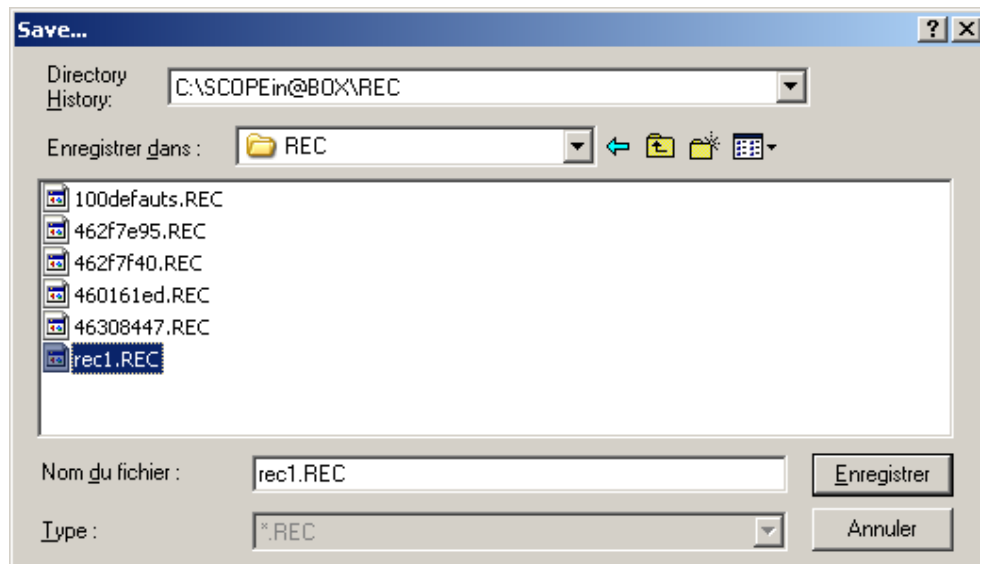 Save...
Directory History: C:\SCOPEin@BOX\REC
Enregistrer dans : REC
100defauts.REC
462f7e95.REC
462f7f40.REC
460161ed.REC
46308447.REC
rec1.REC
Nom du fichier : rec1.REC Enregistrer
Type : *.REC Annuler